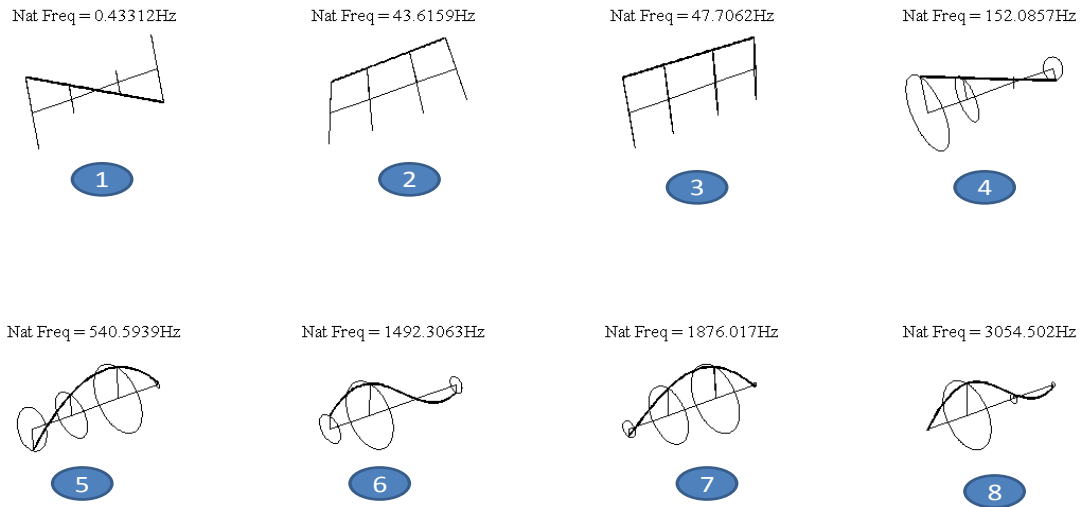 Nat Freq = 0.43312Hz
Nat Freq = 43.6159Hz
Nat Freq = 47.7062Hz
Nat Freq = 152.0857Hz
1
2
3
4
Nat Freq = 540.5939Hz
Nat Freq = 1492.3063Hz
Nat Freq = 1876.017Hz
Nat Freq = 3054.502Hz
5
6
7
8